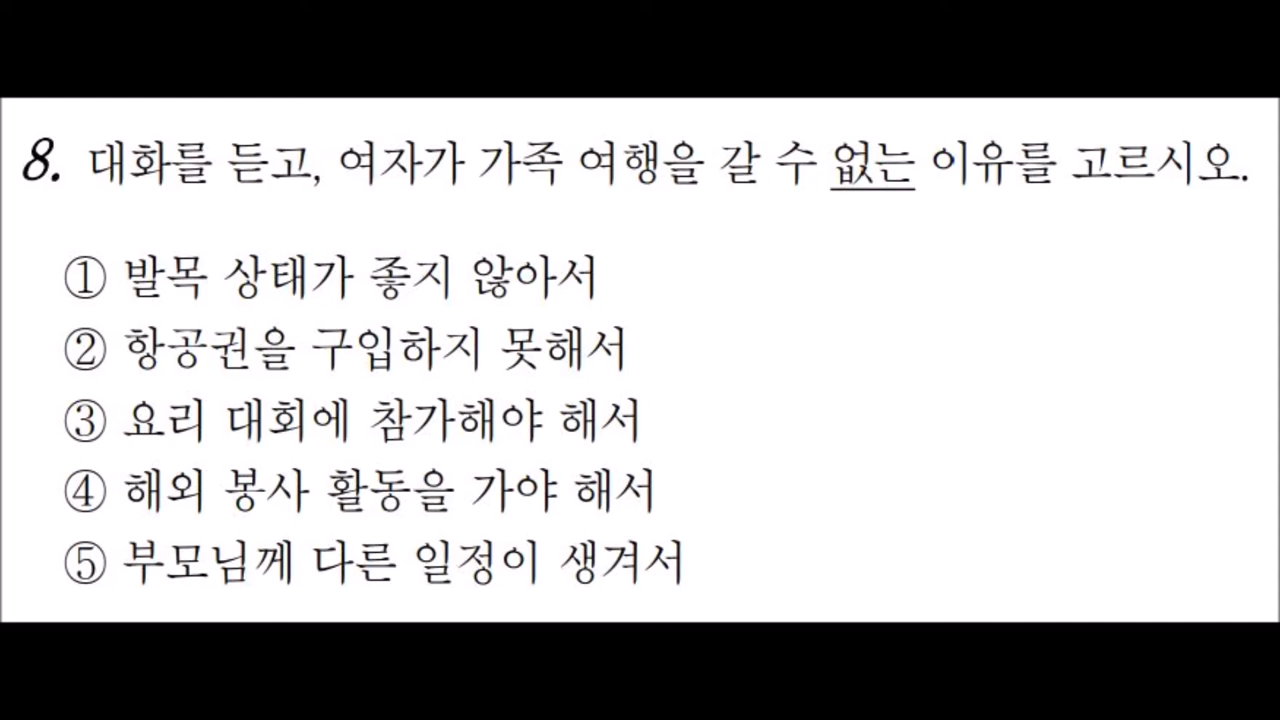 8. 대화를 듣고, 여자가 가족 여행을 갈 수 없는 이유를 고르시오.
① 발목 상태가 좋지 않아서
② 항공권을 구입하지 못해서
③ 요리 대회에 참가해야 해서
④ 해외 봉사 활동을 가야 해서
⑤ 부모님께 다른 일정이 생겨서